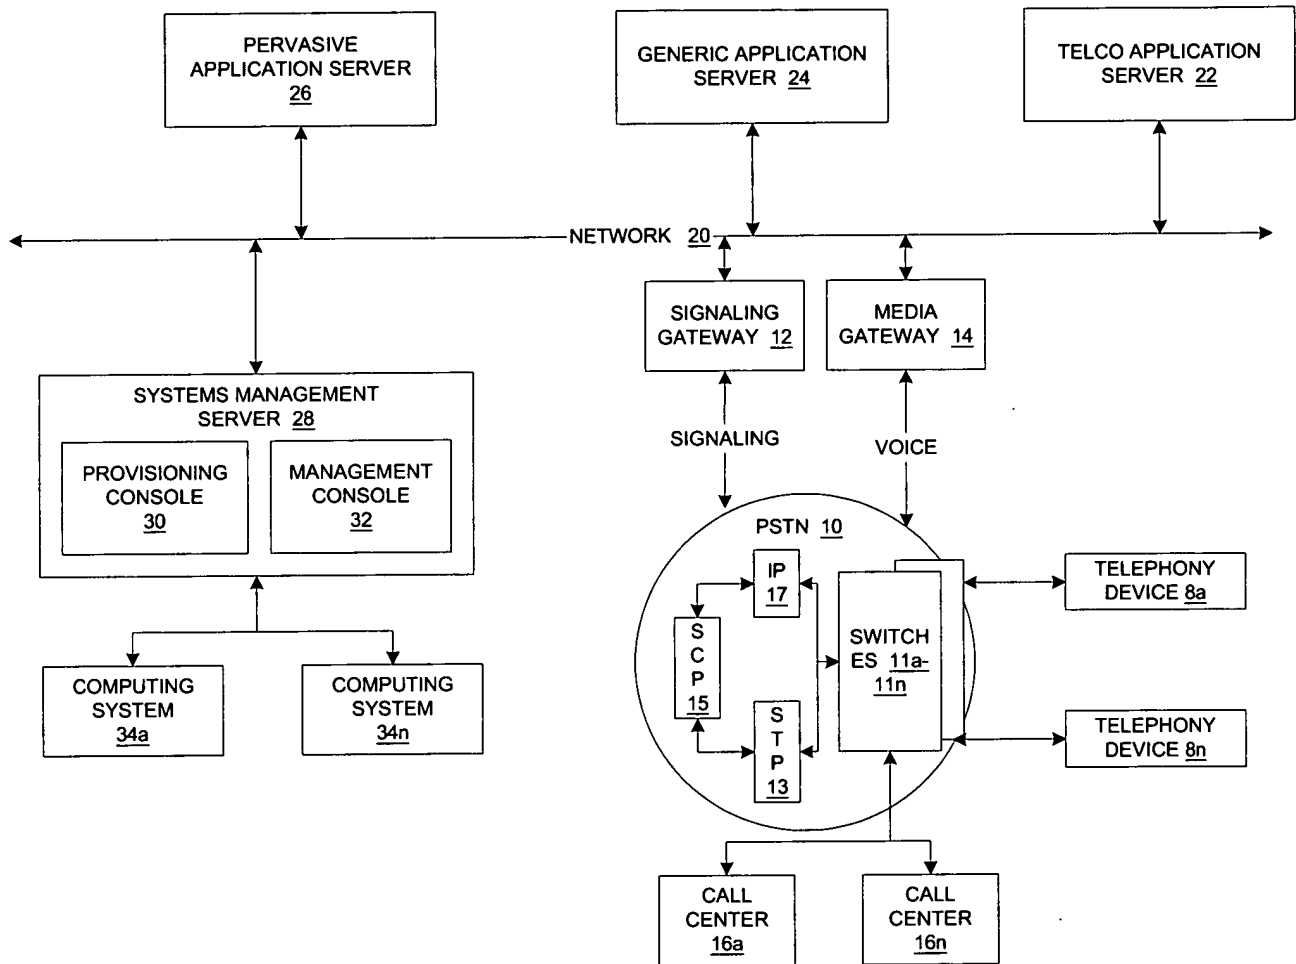 PERVASIVE
APPLICATION SERVER
26
GENERIC APPLICATION
SERVER 24
TELCO APPLICATION
SERVER 22
NETWORK 20
SIGNALING
GATEWAY 12
MEDIA
GATEWAY 14
SYSTEMS MANAGEMENT
SERVER 28
PROVISIONING
CONSOLE
30
MANAGEMENT
CONSOLE
32
SIGNALING
VOICE
PSTN 10
IP
17
S
C
P
15
S
T
P
13
SWITCH
ES 11a-
11n
TELEPHONY
DEVICE 8a
TELEPHONY
DEVICE 8n
COMPUTING
SYSTEM
34a
COMPUTING
SYSTEM
34n
CALL
CENTER
16a
CALL
CENTER
16n